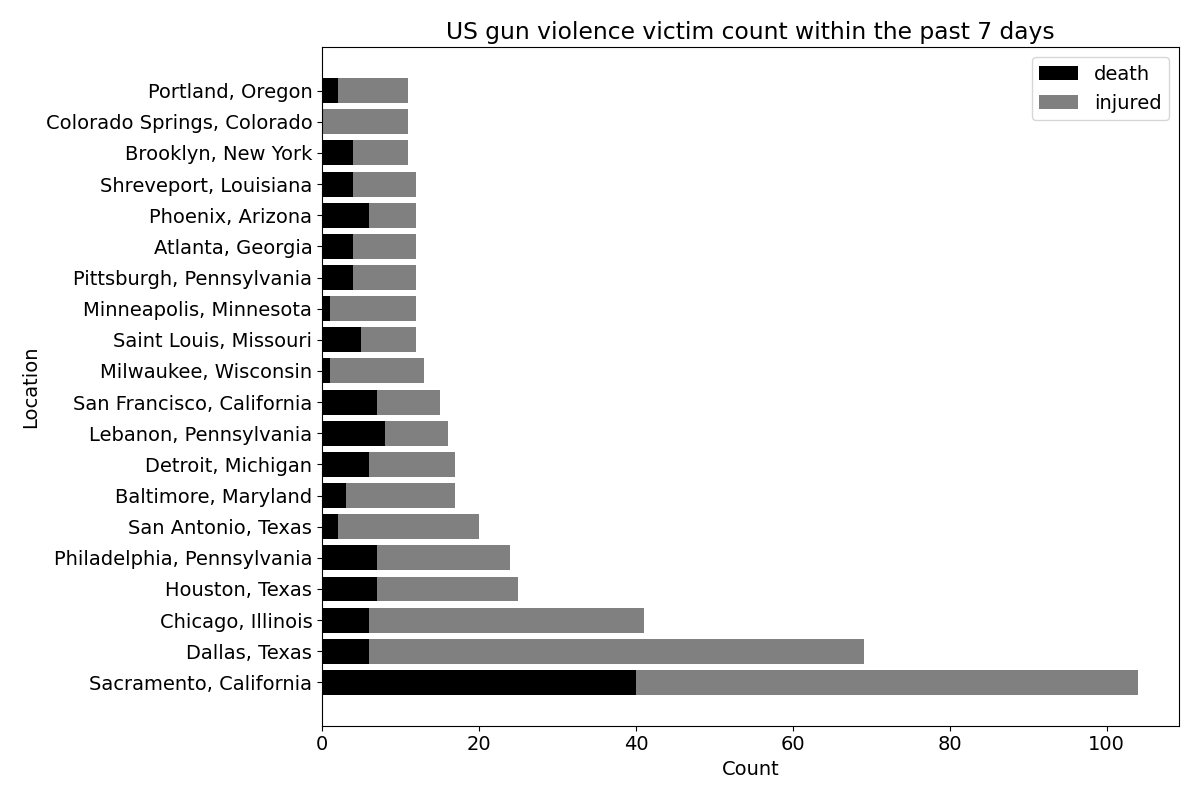 US gun violence victim count within the past 7 days
death
injured
Portland, Oregon
Colorado Springs, Colorado
Brooklyn, New York
Shreveport, Louisiana
Phoenix, Arizona
Atlanta, Georgia
Pittsburgh, Pennsylvania
Minneapolis, Minnesota
Saint Louis, Missouri
Milwaukee, Wisconsin
San Francisco, California
Lebanon, Pennsylvania
Detroit, Michigan
Baltimore, Maryland
San Antonio, Texas
Philadelphia, Pennsylvania
Houston, Texas
Chicago, Illinois
Dallas, Texas
Sacramento, California
Location
0 20 40 60 80 100
Count